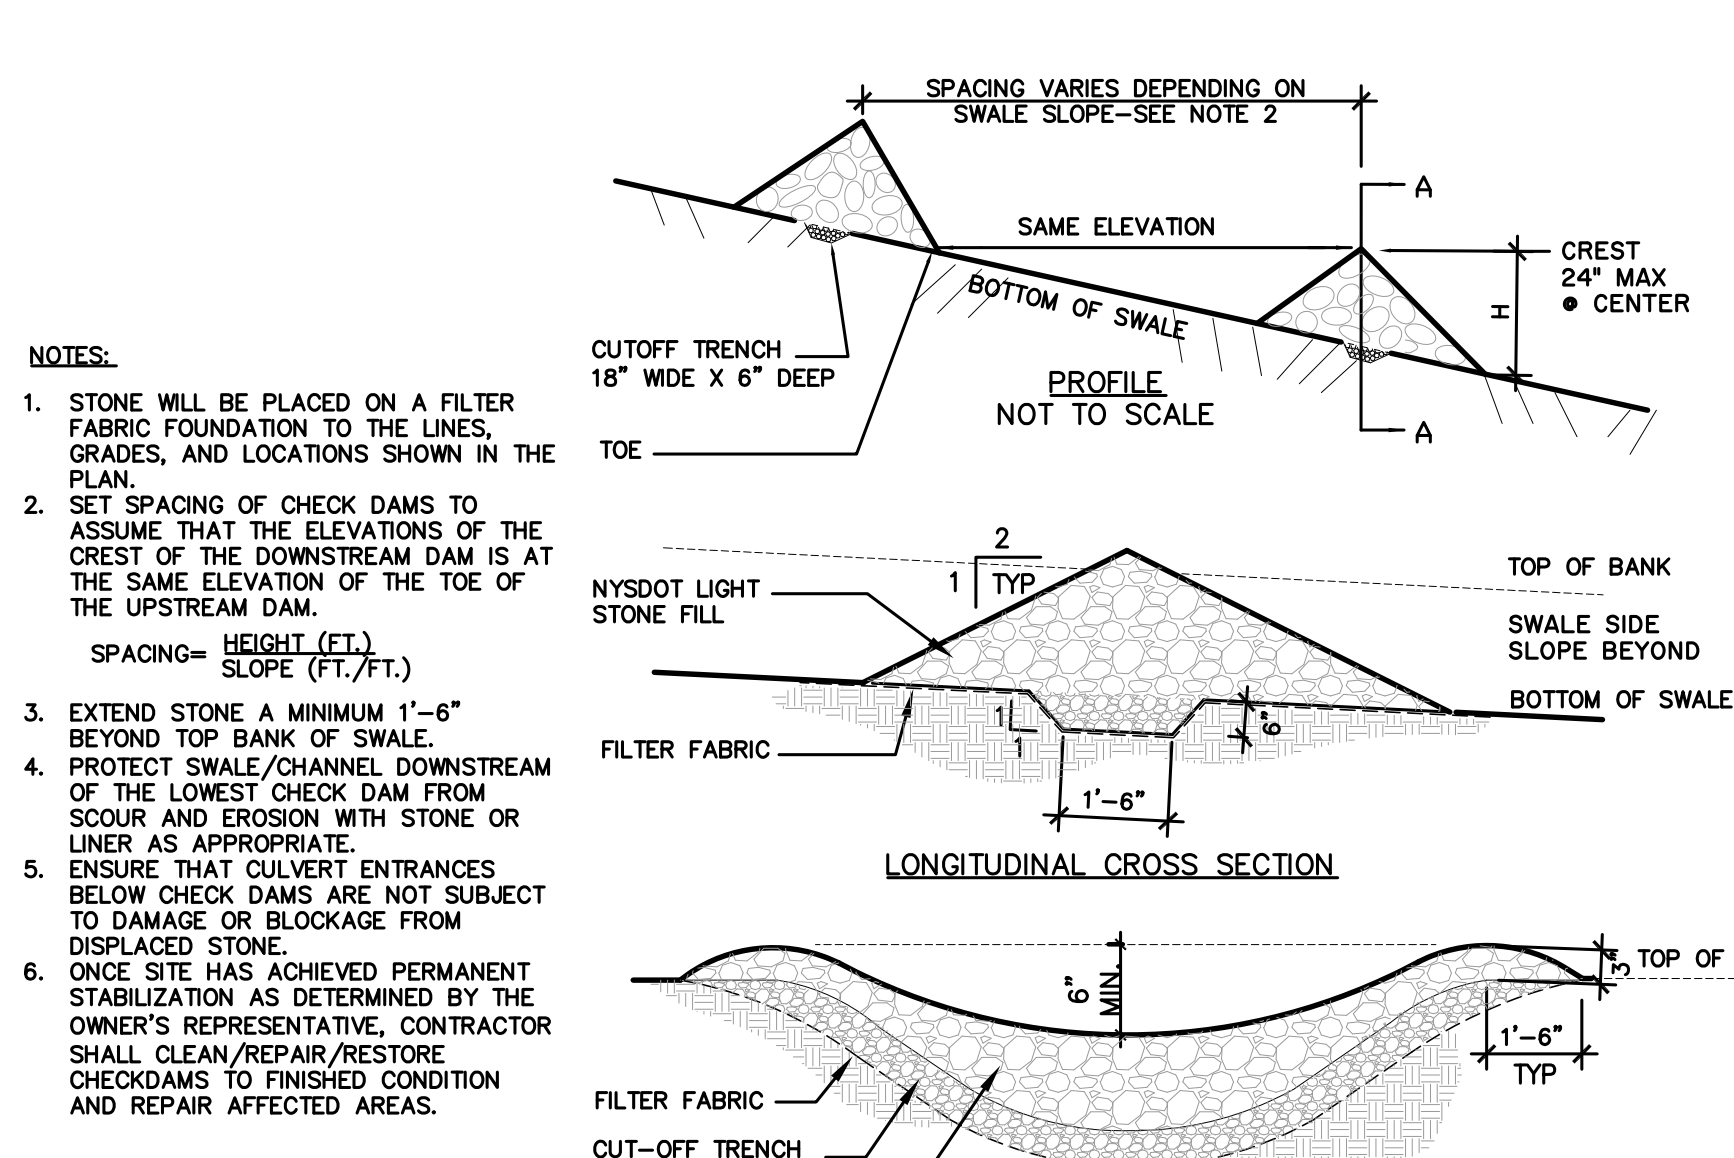 SPACING VARIES DEPENDING ON
SWALE SLOPE-SEE NOTE 2
A
SAME ELEVATION
CREST
24" MAX
@ CENTER
H
BOTTOM OF SWALE
CUTOFF TRENCH
18" WIDE X 6" DEEP
PROFILE
NOT TO SCALE
A
TOE
NOTES:
1. STONE WILL BE PLACED ON A FILTER
FABRIC FOUNDATION TO THE LINES,
GRADES, AND LOCATIONS SHOWN IN THE
PLAN.
2. SET SPACING OF CHECK DAMS TO
ASSUME THAT THE ELEVATIONS OF THE
CREST OF THE DOWNSTREAM DAM IS AT
THE SAME ELEVATION OF THE TOE OF
THE UPSTREAM DAM.
SPACING= HEIGHT (FT.)
SLOPE (FT./FT.)
3. EXTEND STONE A MINIMUM 1'-6"
BEYOND TOP BANK OF SWALE.
4. PROTECT SWALE/CHANNEL DOWNSTREAM
OF THE LOWEST CHECK DAM FROM
SCOUR AND EROSION WITH STONE OR
LINER AS APPROPRIATE.
5. ENSURE THAT CULVERT ENTRANCES
BELOW CHECK DAMS ARE NOT SUBJECT
TO DAMAGE OR BLOCKAGE FROM
DISPLACED STONE.
6. ONCE SITE HAS ACHIEVED PERMANENT
STABILIZATION AS DETERMINED BY THE
OWNER'S REPRESENTATIVE, CONTRACTOR
SHALL CLEAN/REPAIR/RESTORE
CHECKDAMS TO FINISHED CONDITION
AND REPAIR AFFECTED AREAS.
2
1 TYP
NYSDOT LIGHT
STONE FILL
TOP OF BANK
SWALE SIDE
SLOPE BEYOND
BOTTOM OF SWALE
1
1
6"
FILTER FABRIC
1'-6"
LONGITUDINAL CROSS SECTION
6"
MIN.
3"
TOP OF
1'-6"
TYP
FILTER FABRIC
CUT-OFF TRENCH